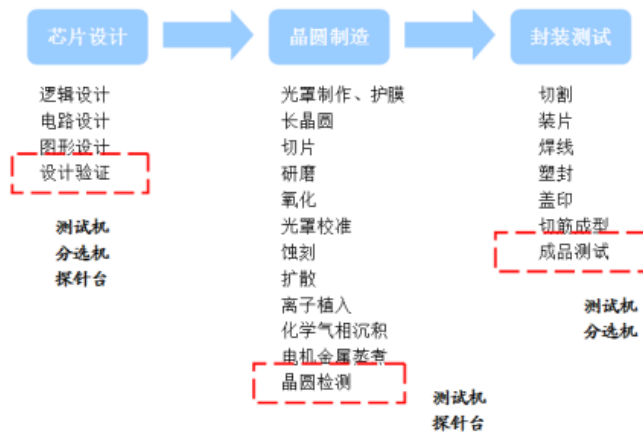 芯片设计
晶圆制造
封装测试
逻辑设计
电路设计
图形设计
设计验证
测试机
分选机
探针台
光罩制作、护膜
长晶圆
切片
研磨
氧化
光罩校准
蚀刻
扩散
离子植入
化学气相沉积
电机金属蒸煮
晶圆检测
测试机
探针台
切割
装片
焊线
塑封
盖印
切筋成型
成品测试
测试机
分选机